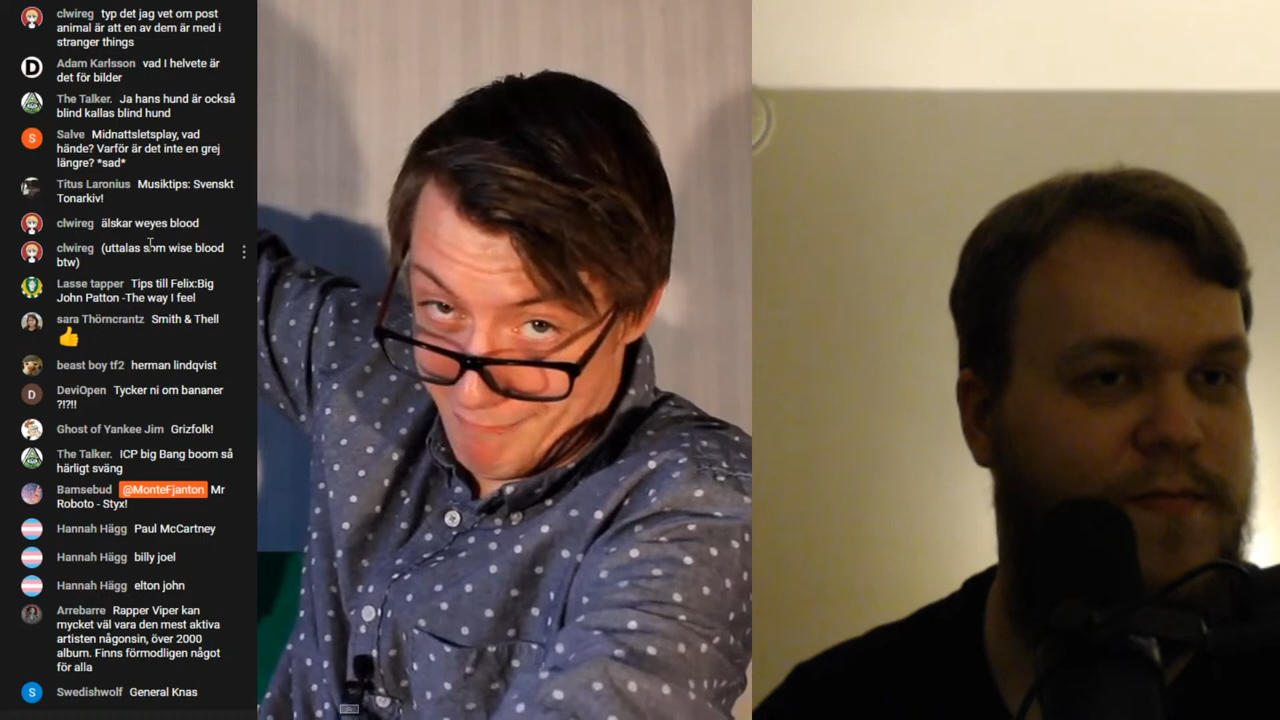 clwireg typ det jag vet om post
animal är att en av dem är med i
stranger things
Adam Karlsson vad I helvete är
det för bilder
The Talker. Ja hans hund är också
blind kallas blind hund
Salve Midnattsletsplay, vad
hände? Varför är det inte en grej
längre? *sad*
Titus Laronius Musiktips: Svenskt
Tonarkiv!
clwireg älskar weyes blood
clwireg (uttalas som wise blood
btw)
Lasse tapper Tips till Felix:Big
John Patton -The way I feel
sara Thörncrantz Smith & Thell
👍
beast boy tf2 herman lindqvist
D
DeviOpen Tycker ni om bananer
?!?!!
Ghost of Yankee Jim Grizfolk!
The Talker. ICP big Bang boom så
härligt sväng
Bamsebud @MonteFjanton Mr
Roboto - Styx!
Hannah Hägg Paul McCartney
Hannah Hägg billy joel
Hannah Hägg elton john
Arrebarre Rapper Viper kan
mycket väl vara den mest aktiva
artisten någonsin, över 2000
album. Finns förmodligen något
för alla
S Swedishwolf General Knas